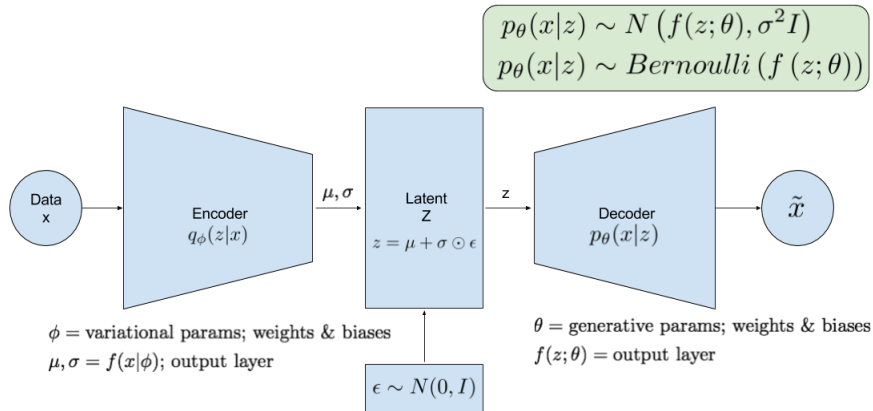 pθ(x|z) ∼ N (f(z; θ), σ²I)
pθ(x|z) ∼ Bernoulli (f (z; θ))
Data
x
Encoder
qϕ(z|x)
μ, σ
Latent
Z
z = μ + σ ⊙ ϵ
z
Decoder
pθ(x|z)
x̃
ϕ = variational params; weights & biases
μ, σ = f(x|ϕ); output layer
θ = generative params; weights & biases
f(z; θ) = output layer
ϵ ∼ N(0, I)